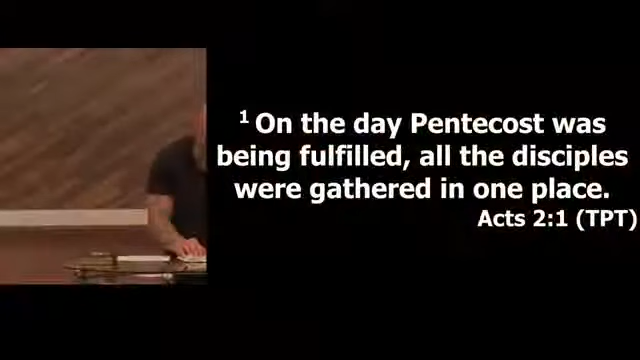 1 On the day Pentecost was
being fulfilled, all the disciples
were gathered in one place.
Acts 2:1 (TPT)